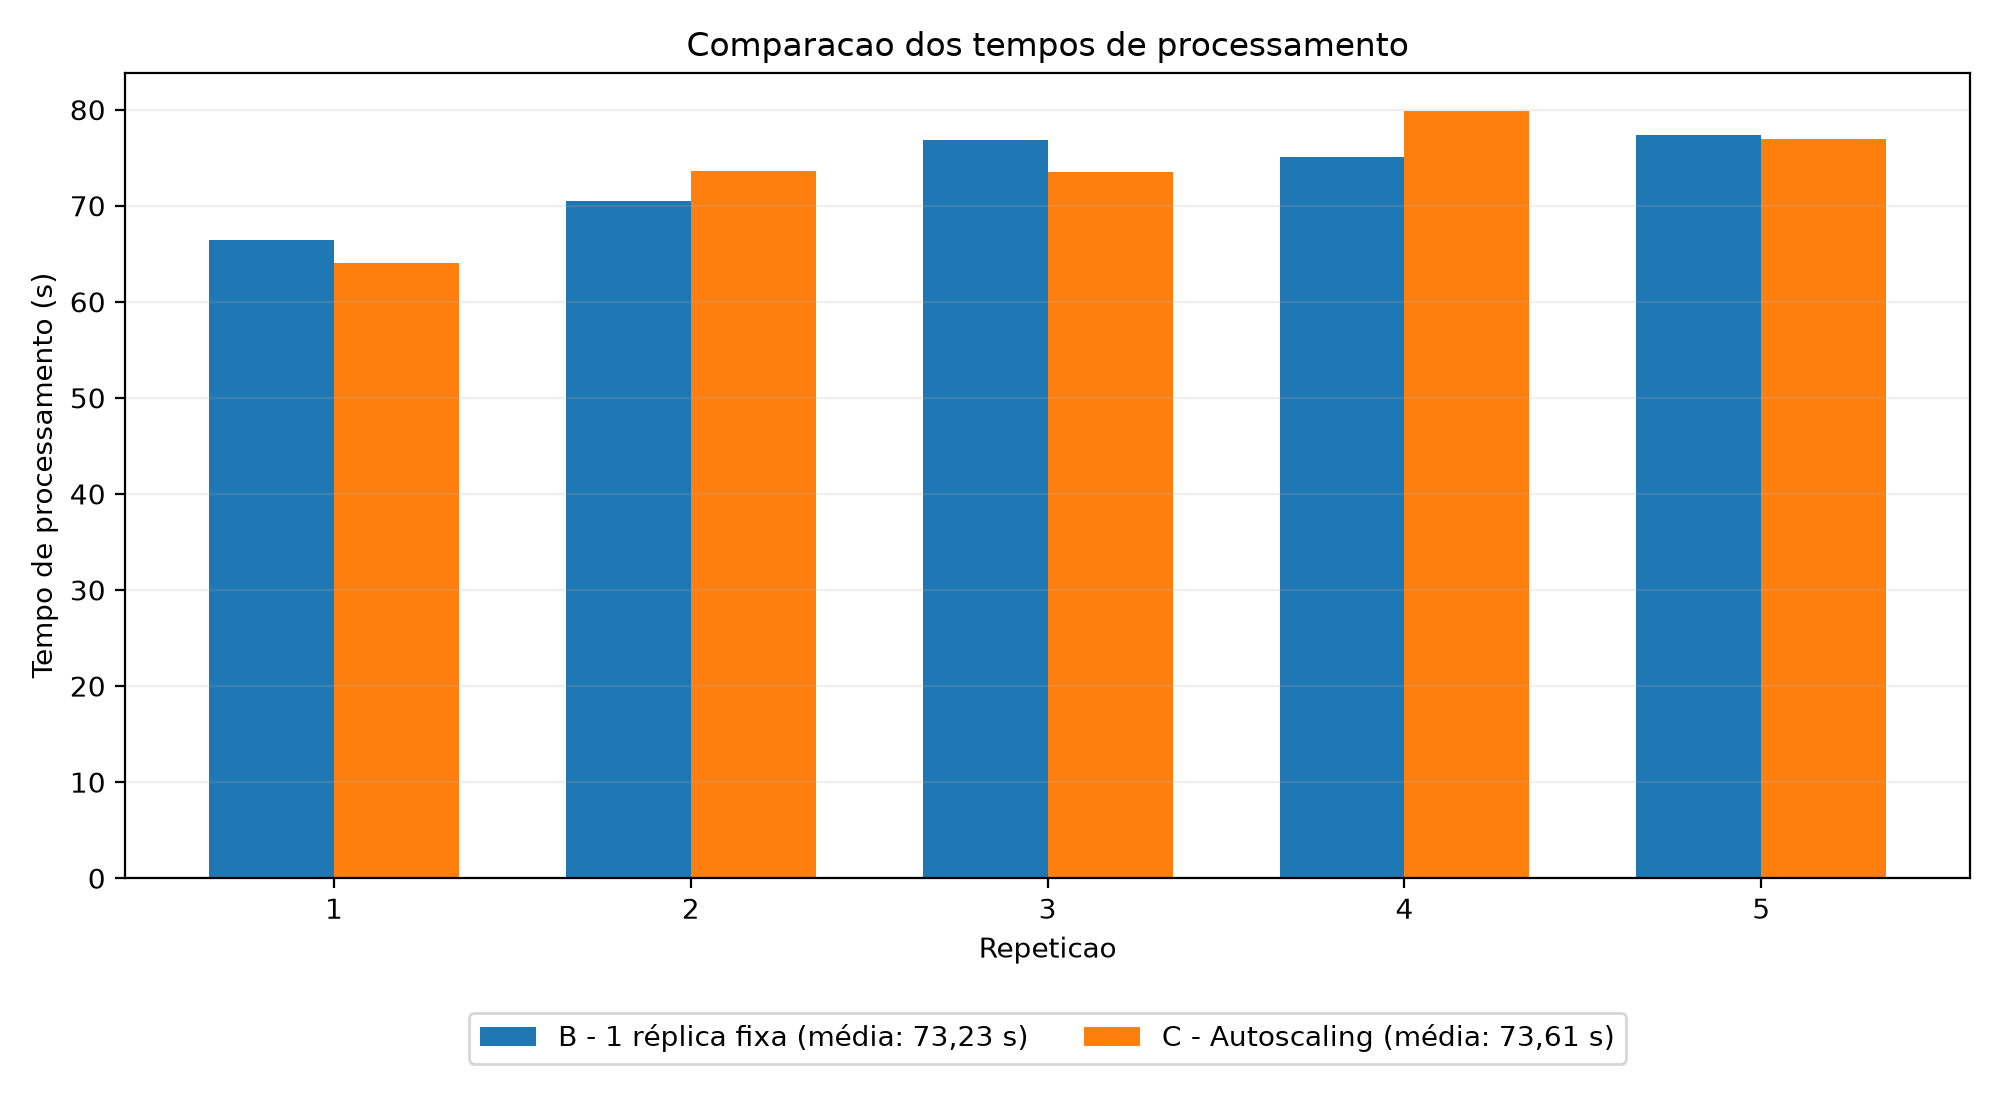 Comparacao dos tempos de processamento
Tempo de processamento (s)
80
70
60
50
40
30
20
10
0
1 2 3 4 5
Repeticao
B - 1 réplica fixa (média: 73,23 s) C - Autoscaling (média: 73,61 s)